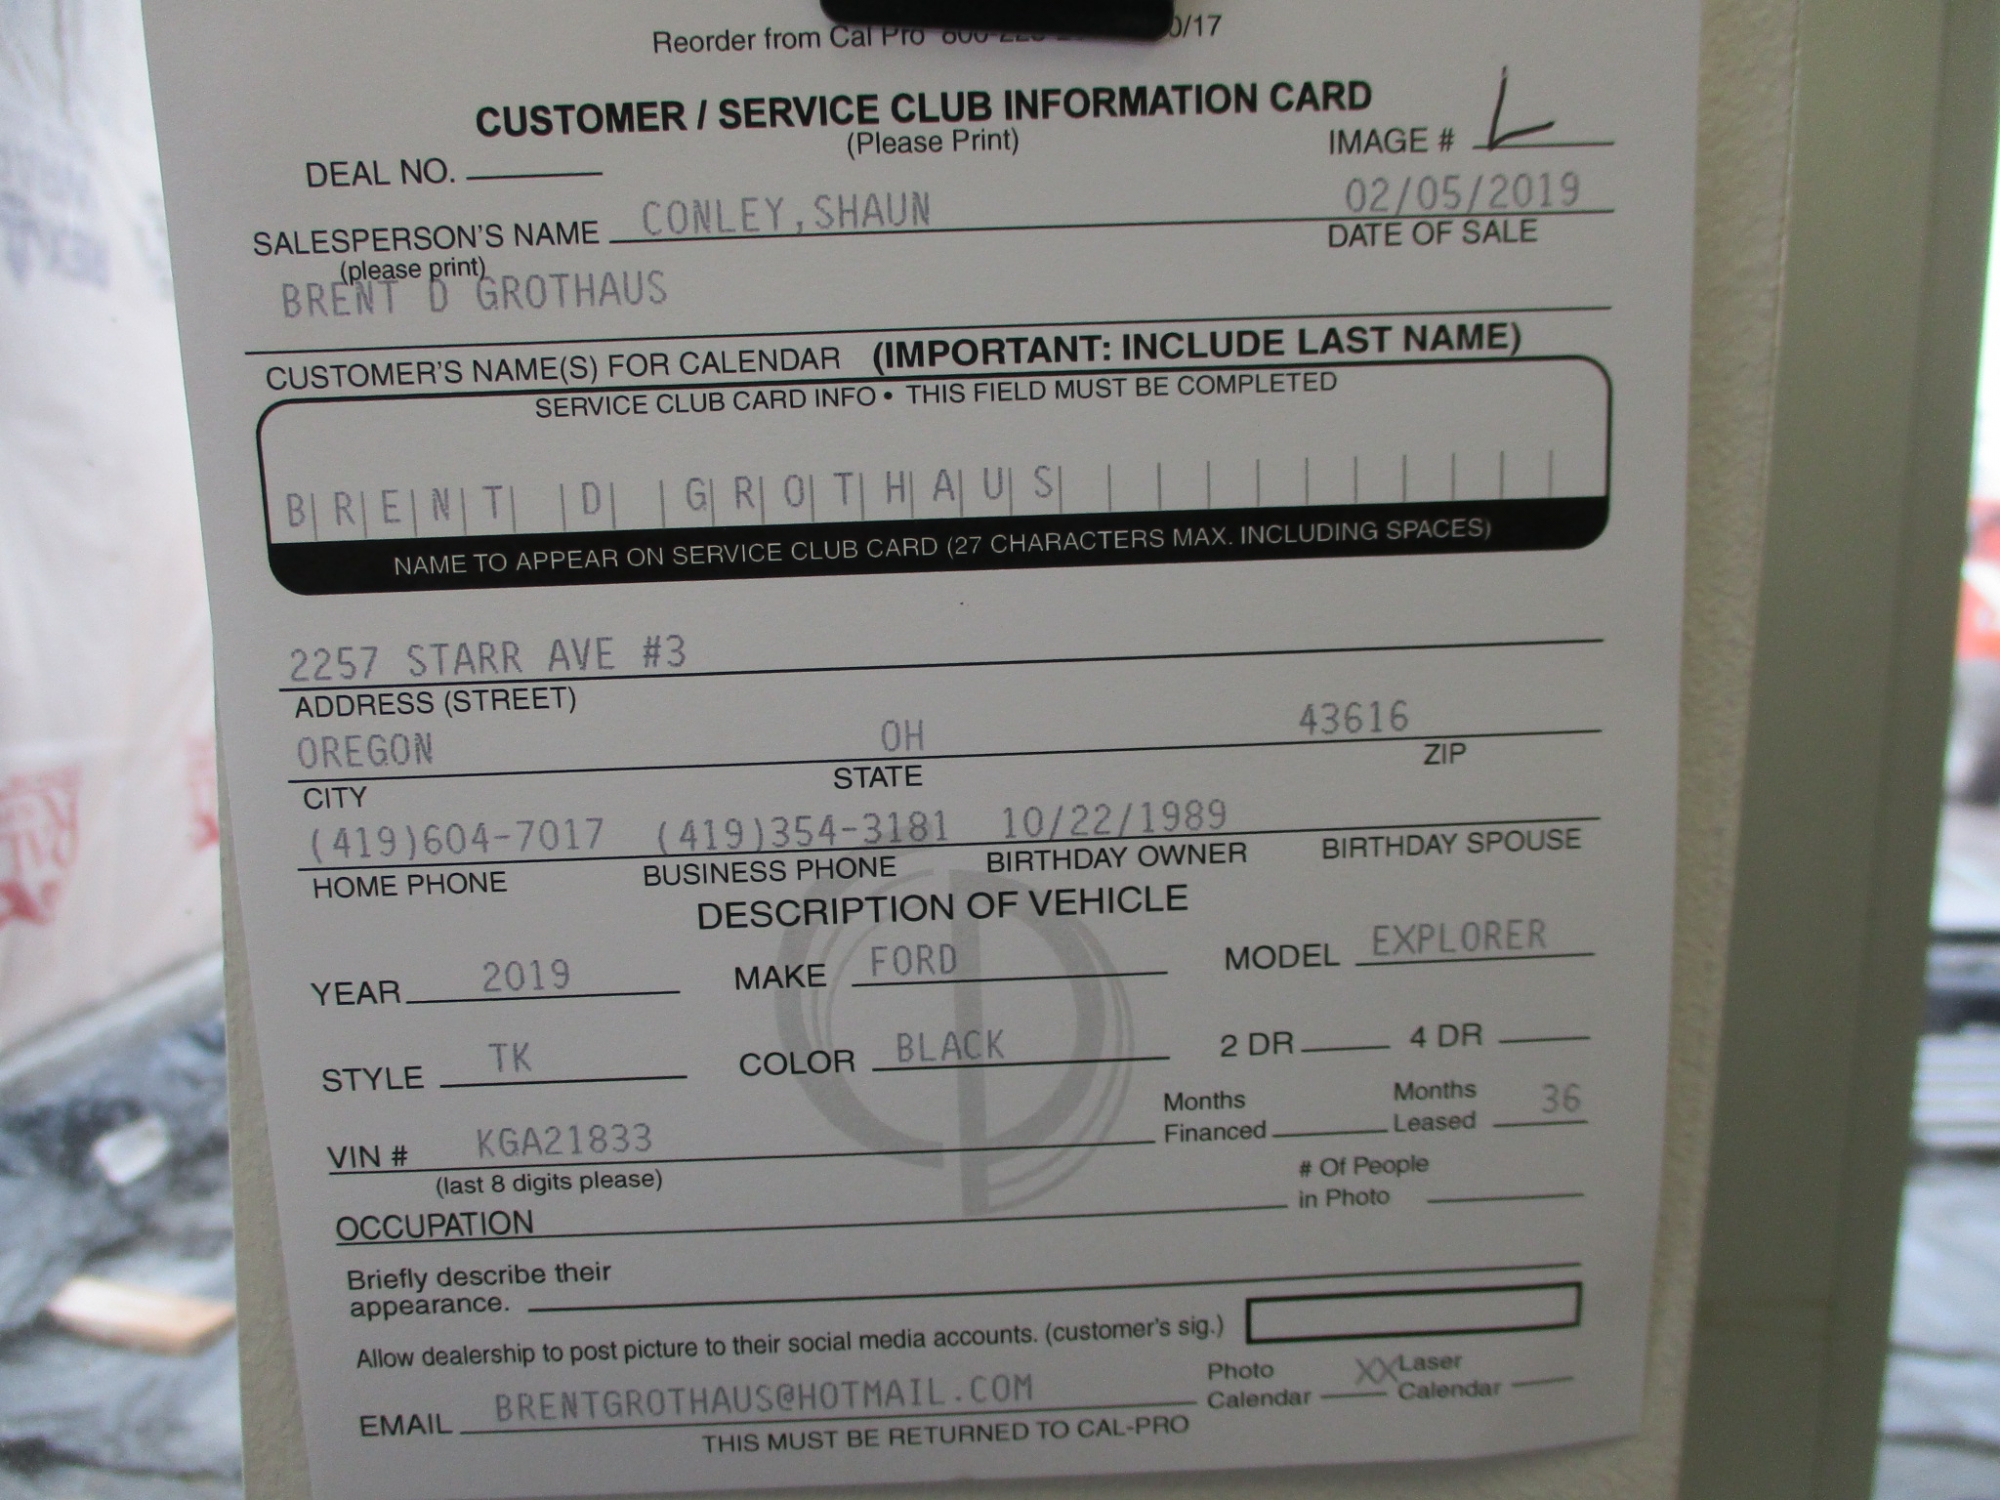 Reorder from Cal Pro 0/17
CUSTOMER / SERVICE CLUB INFORMATION CARD
(Please Print)
DEAL NO. IMAGE # L
SALESPERSON'S NAME CONLEY,SHAUN 02/05/2019
(please print) DATE OF SALE
BRENT D GROTHAUS
CUSTOMER'S NAME(S) FOR CALENDAR (IMPORTANT: INCLUDE LAST NAME)
SERVICE CLUB CARD INFO • THIS FIELD MUST BE COMPLETED
B|R|E|N|T| |D| |G|R|O|T|H|A|U|S| | | | | | | | | | |
NAME TO APPEAR ON SERVICE CLUB CARD (27 CHARACTERS MAX. INCLUDING SPACES)
2257 STARR AVE #3
ADDRESS (STREET)
OREGON OH 43616
CITY STATE ZIP
(419)604-7017 (419)354-3181 10/22/1989
HOME PHONE BUSINESS PHONE BIRTHDAY OWNER BIRTHDAY SPOUSE
DESCRIPTION OF VEHICLE
YEAR 2019 MAKE FORD MODEL EXPLORER
STYLE TK COLOR BLACK 2 DR 4 DR
VIN # KGA21833 Months Financed Months Leased 36
(last 8 digits please)
OCCUPATION # Of People in Photo
Briefly describe their
appearance.
Allow dealership to post picture to their social media accounts. (customer's sig.)
EMAIL BRENTGROTHAUS@HOTMAIL.COM Photo Calendar XX Laser Calendar
THIS MUST BE RETURNED TO CAL-PRO